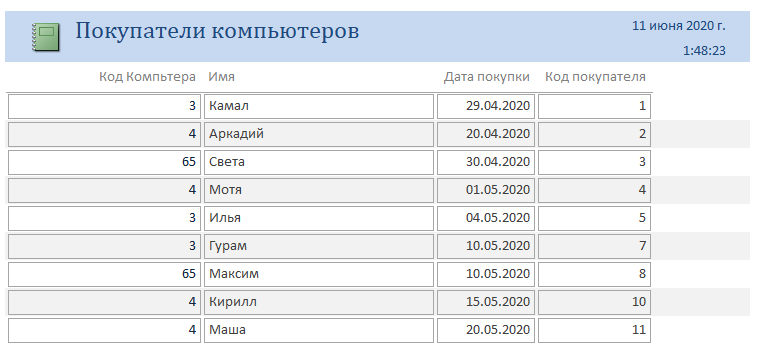 Покупатели компьютеров 11 июня 2020 г.
1:48:23
Код Компьтера Имя Дата покупки Код покупателя
3 Камал 29.04.2020 1
4 Аркадий 20.04.2020 2
65 Света 30.04.2020 3
4 Мотя 01.05.2020 4
3 Илья 04.05.2020 5
3 Гурам 10.05.2020 7
65 Максим 10.05.2020 8
4 Кирилл 15.05.2020 10
4 Маша 20.05.2020 11